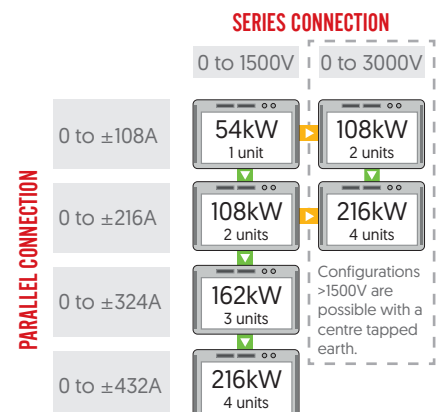 SERIES CONNECTION
0 to 1500V
0 to 3000V
PARALLEL CONNECTION
0 to ±108A
54kW
1 unit
108kW
2 units
0 to ±216A
108kW
2 units
216kW
4 units
0 to ±324A
162kW
3 units
Configurations
>1500V are
possible with a
centre tapped
earth.
0 to ±432A
216kW
4 units